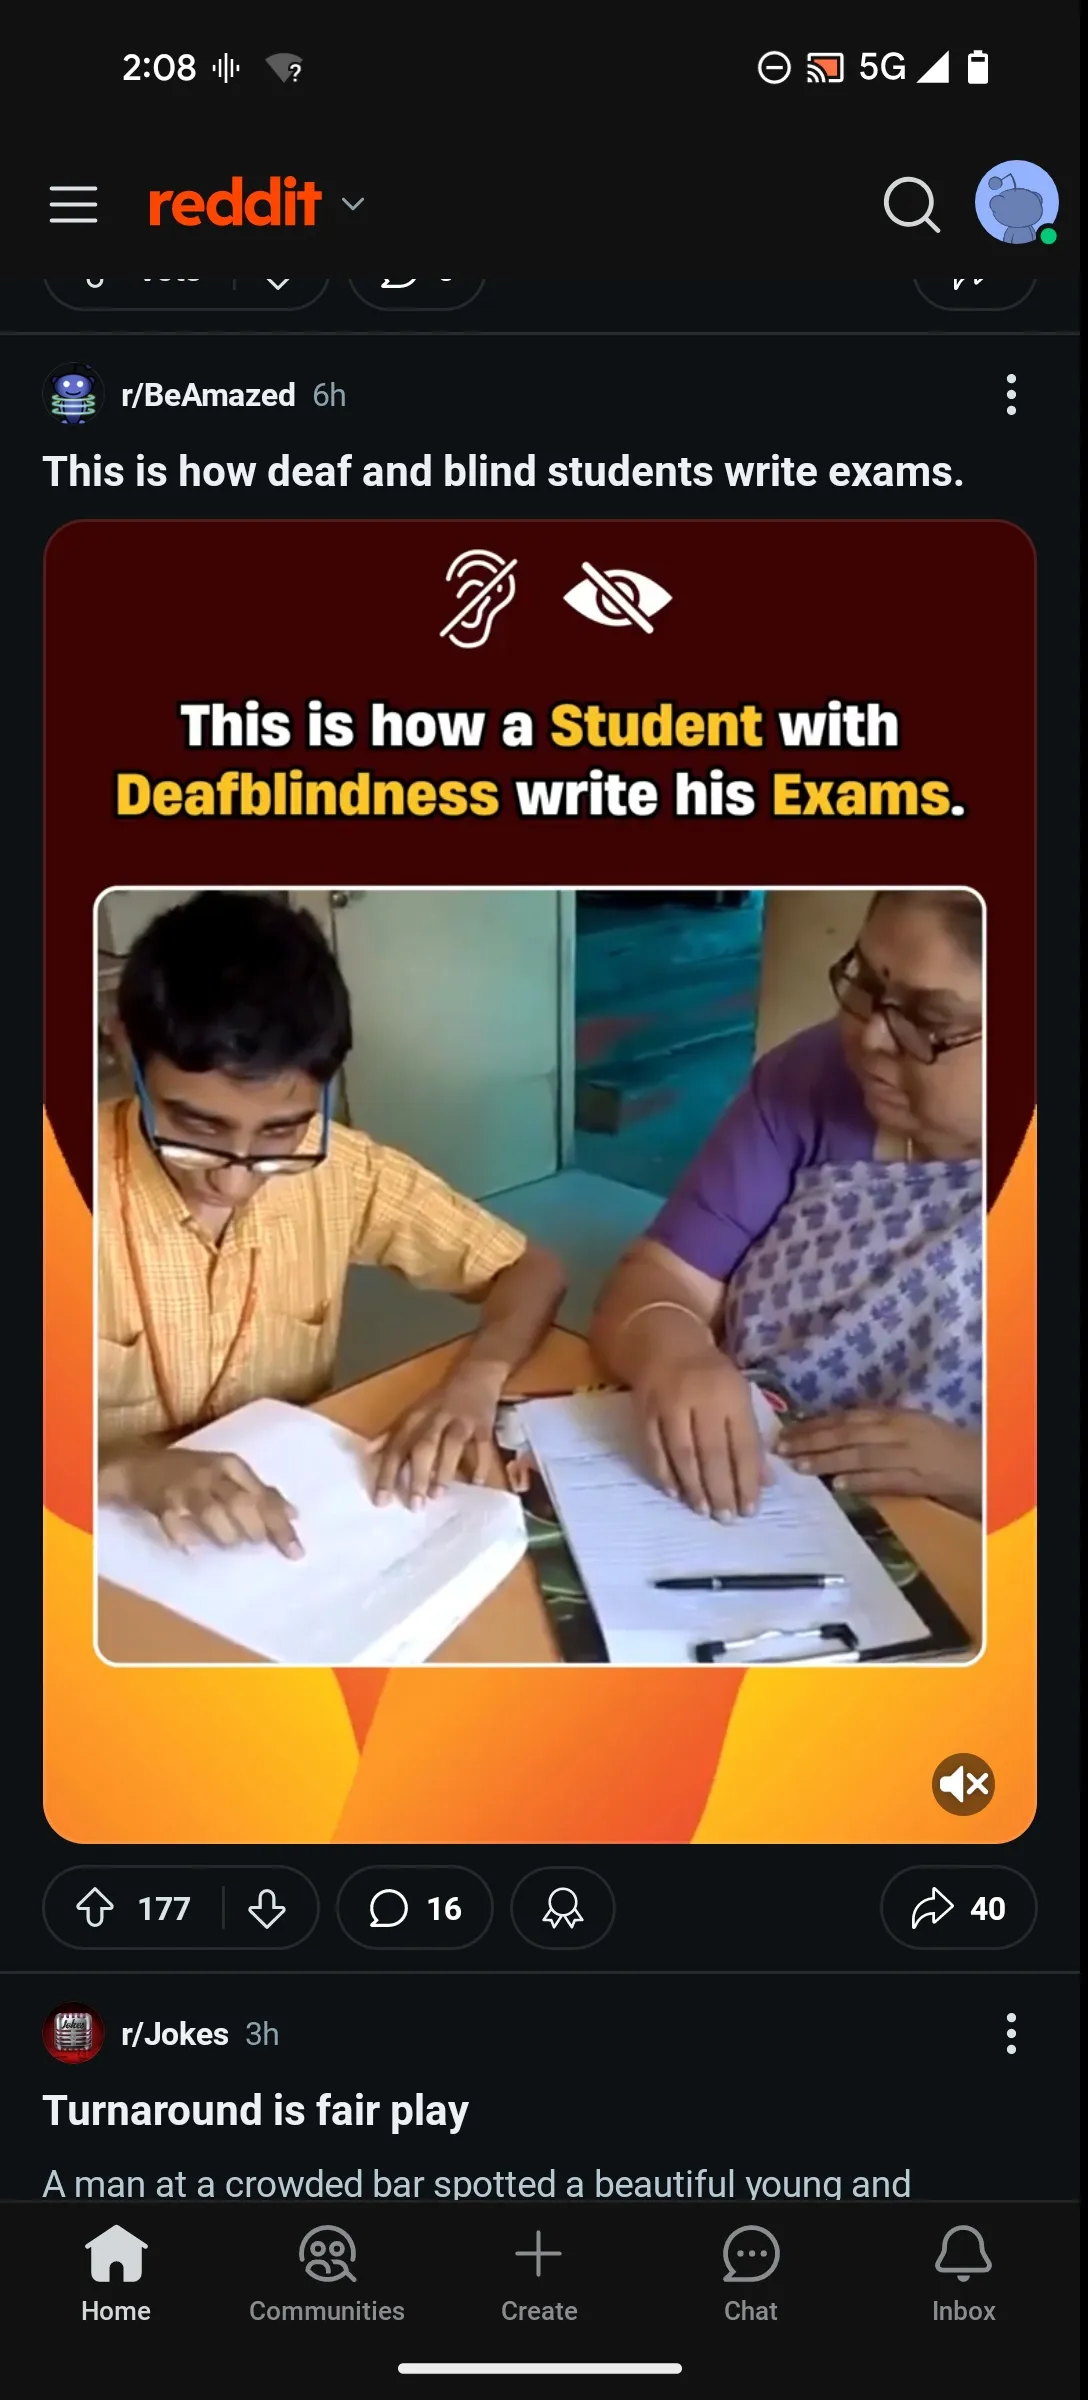 2:08
5G
reddit
r/BeAmazed 6h
This is how deaf and blind students write exams.
This is how a Student with
Deafblindness write his Exams.
177
16
40
r/Jokes 3h
Turnaround is fair play
A man at a crowded bar spotted a beautiful young and
Home
Communities
Create
Chat
Inbox